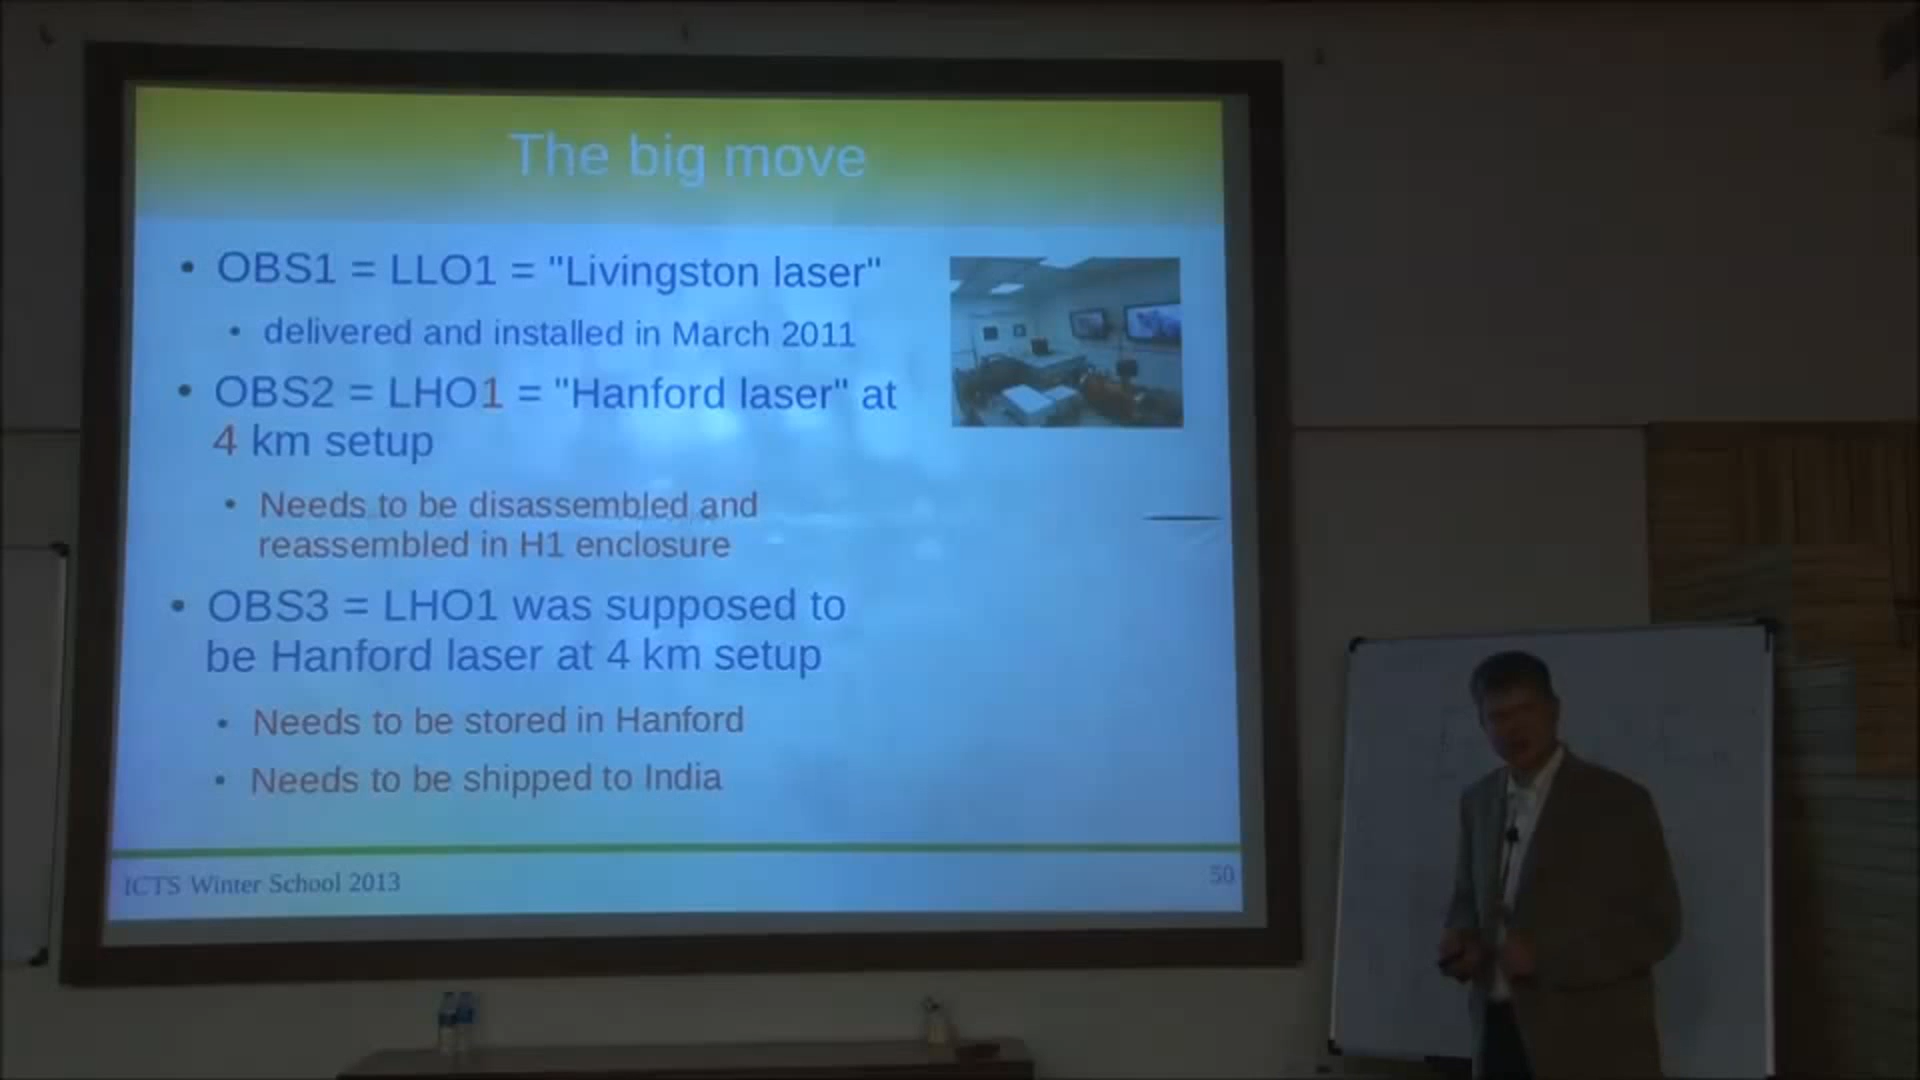 The big move
• OBS1 = LLO1 = "Livingston laser"
• delivered and installed in March 2011
• OBS2 = LHO1 = "Hanford laser" at
4 km setup
• Needs to be disassembled and
reassembled in H1 enclosure
• OBS3 = LHO1 was supposed to
be Hanford laser at 4 km setup
• Needs to be stored in Hanford
• Needs to be shipped to India
ICTS Winter School 2013
50